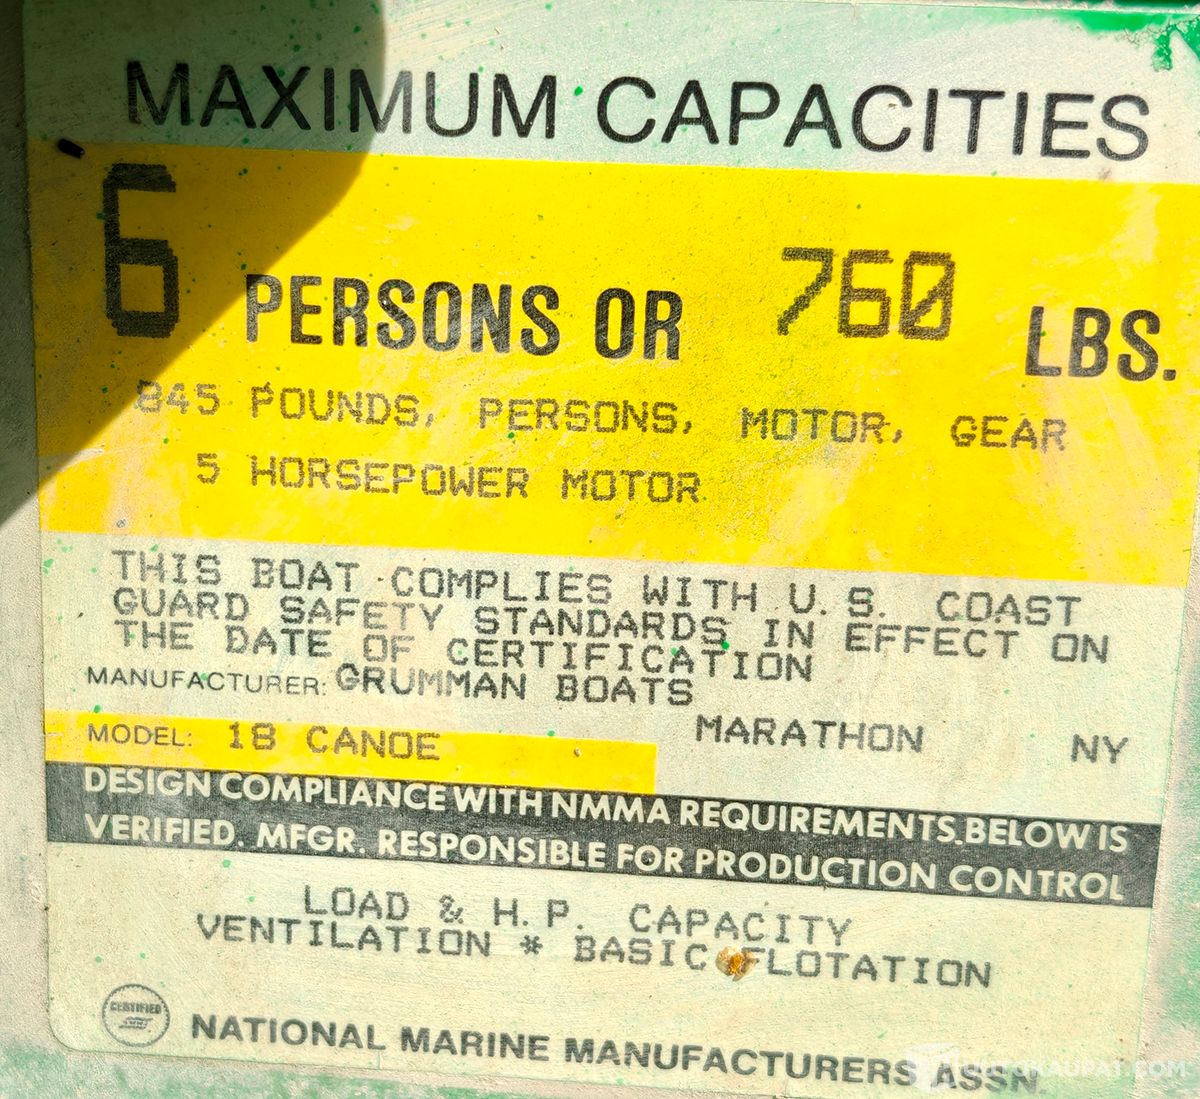 MAXIMUM CAPACITIES
6 PERSONS OR 760 LBS.
845 POUNDS, PERSONS, MOTOR, GEAR
5 HORSEPOWER MOTOR
THIS BOAT COMPLIES WITH U.S. COAST
GUARD SAFETY STANDARDS IN EFFECT ON
THE DATE OF CERTIFICATION
MANUFACTURER: GRUMMAN BOATS
MARATHON NY
MODEL: 18 CANOE
DESIGN COMPLIANCE WITH NMMA REQUIREMENTS BELOW IS
VERIFIED. MFGR. RESPONSIBLE FOR PRODUCTION CONTROL
LOAD & H.P. CAPACITY
VENTILATION * BASIC FLOTATION
CERTIFIED
NATIONAL MARINE MANUFACTURERS ASSN.
AUTOKAUPAT.COM